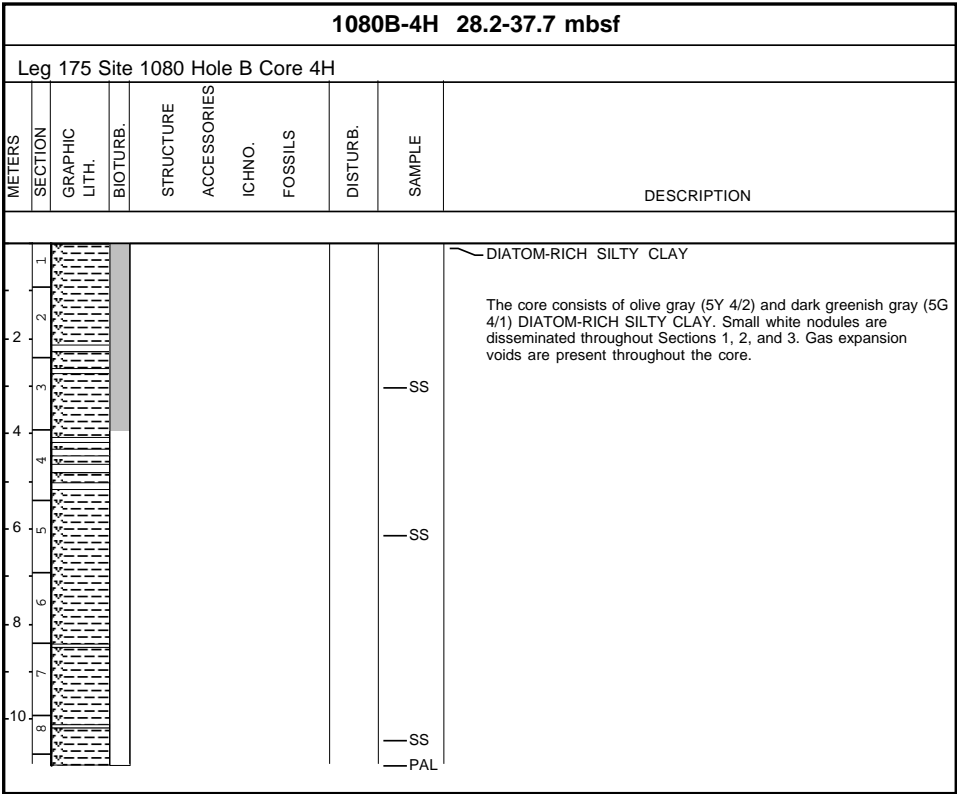 1080B-4H 28.2-37.7 mbsf
Leg 175 Site 1080 Hole B Core 4H
METERS
SECTION
GRAPHIC
LITH.
BIOTURB.
STRUCTURE
ACCESSORIES
ICHNO.
FOSSILS
DISTURB.
SAMPLE
DESCRIPTION
DIATOM-RICH SILTY CLAY
The core consists of olive gray (5Y 4/2) and dark greenish gray (5G
4/1) DIATOM-RICH SILTY CLAY. Small white nodules are
disseminated throughout Sections 1, 2, and 3. Gas expansion
voids are present throughout the core.
1
2
2
3
SS
4
4
6
5
SS
6
8
7
10
8
SS
PAL